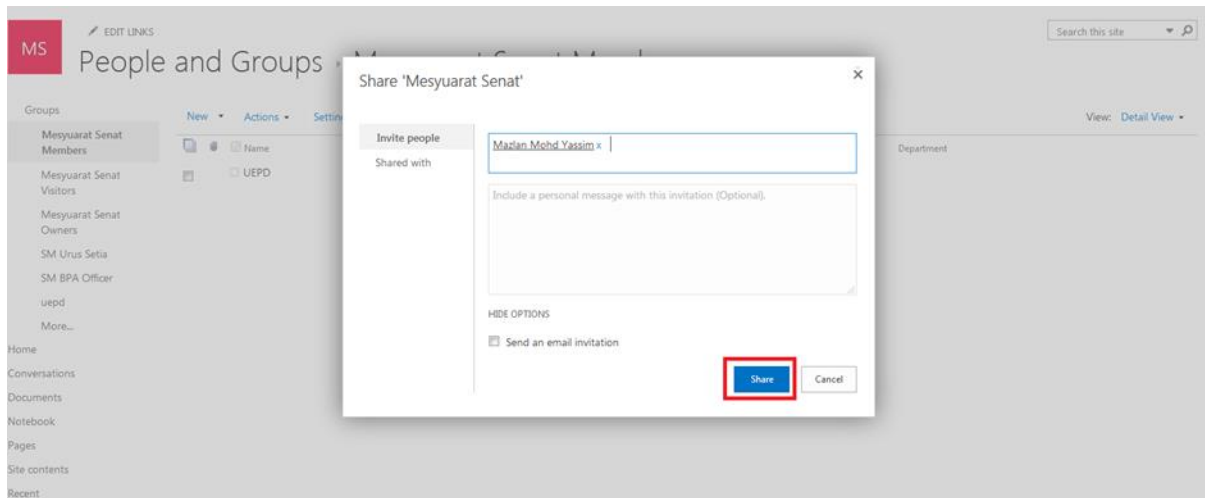 EDIT LINKS
Search this site
MS
People and Groups
Share 'Mesyuarat Senat'
Groups
Mesyuarat Senat
Members
Mesyuarat Senat
Visitors
Mesyuarat Senat
Owners
SM Urus Setia
SM BPA Officer
uepd
More...
Home
Conversations
Documents
Notebook
Pages
Site contents
Recent
New Actions
View: Detail View
Name
Department
UEPD
Invite people
Shared with
Mazlan Mohd Yassim x
Include a personal message with this invitation (Optional).
HIDE OPTIONS
Send an email invitation
Share
Cancel